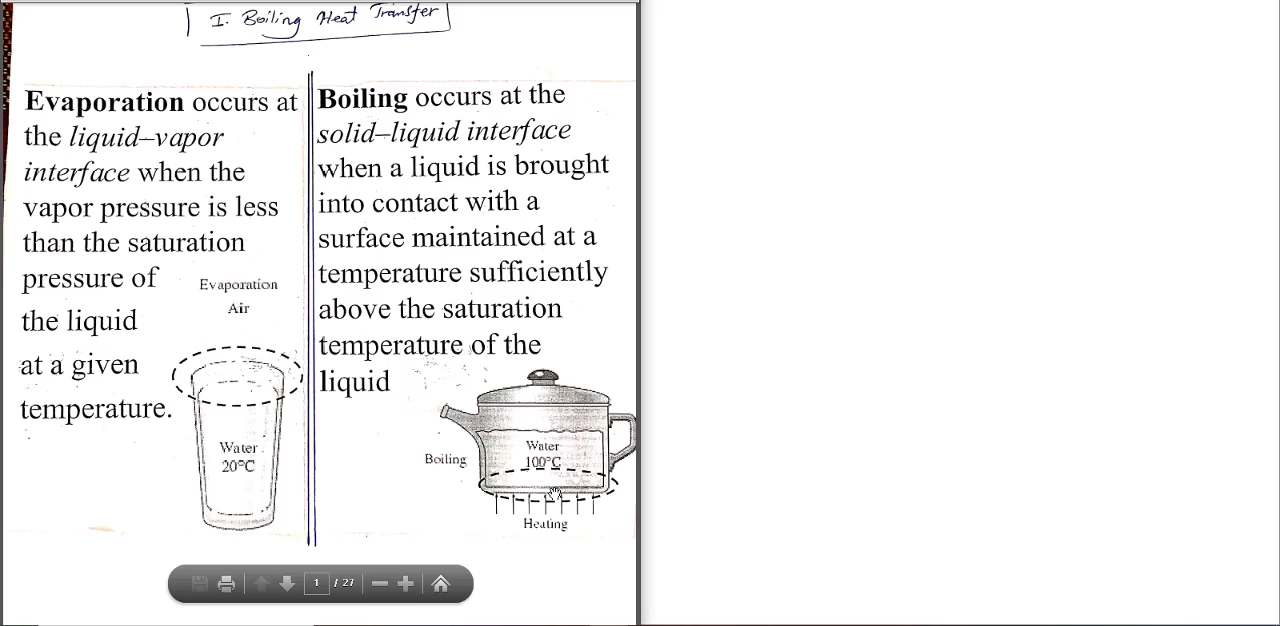 I. Boiling Heat Transfer
Evaporation occurs at
the liquid–vapor
interface when the
vapor pressure is less
than the saturation
pressure of
the liquid
at a given
temperature.
Evaporation
Air
Water
20°C
Boiling occurs at the
solid–liquid interface
when a liquid is brought
into contact with a
surface maintained at a
temperature sufficiently
above the saturation
temperature of the
liquid
Boiling
Water
100°C
Heating
1 / 27